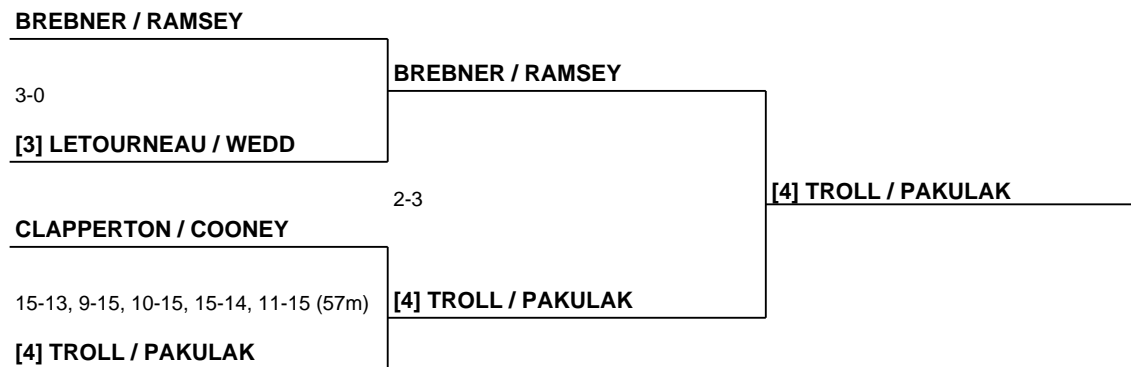 BREBNER / RAMSEY
3-0
[3] LETOURNEAU / WEDD
BREBNER / RAMSEY
2-3
[4] TROLL / PAKULAK
CLAPPERTON / COONEY
15-13, 9-15, 10-15, 15-14, 11-15 (57m)
[4] TROLL / PAKULAK
[4] TROLL / PAKULAK